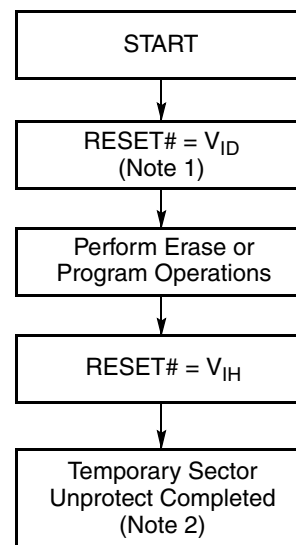 START
RESET# = V_ID
(Note 1)
Perform Erase or
Program Operations
RESET# = V_IH
Temporary Sector
Unprotect Completed
(Note 2)